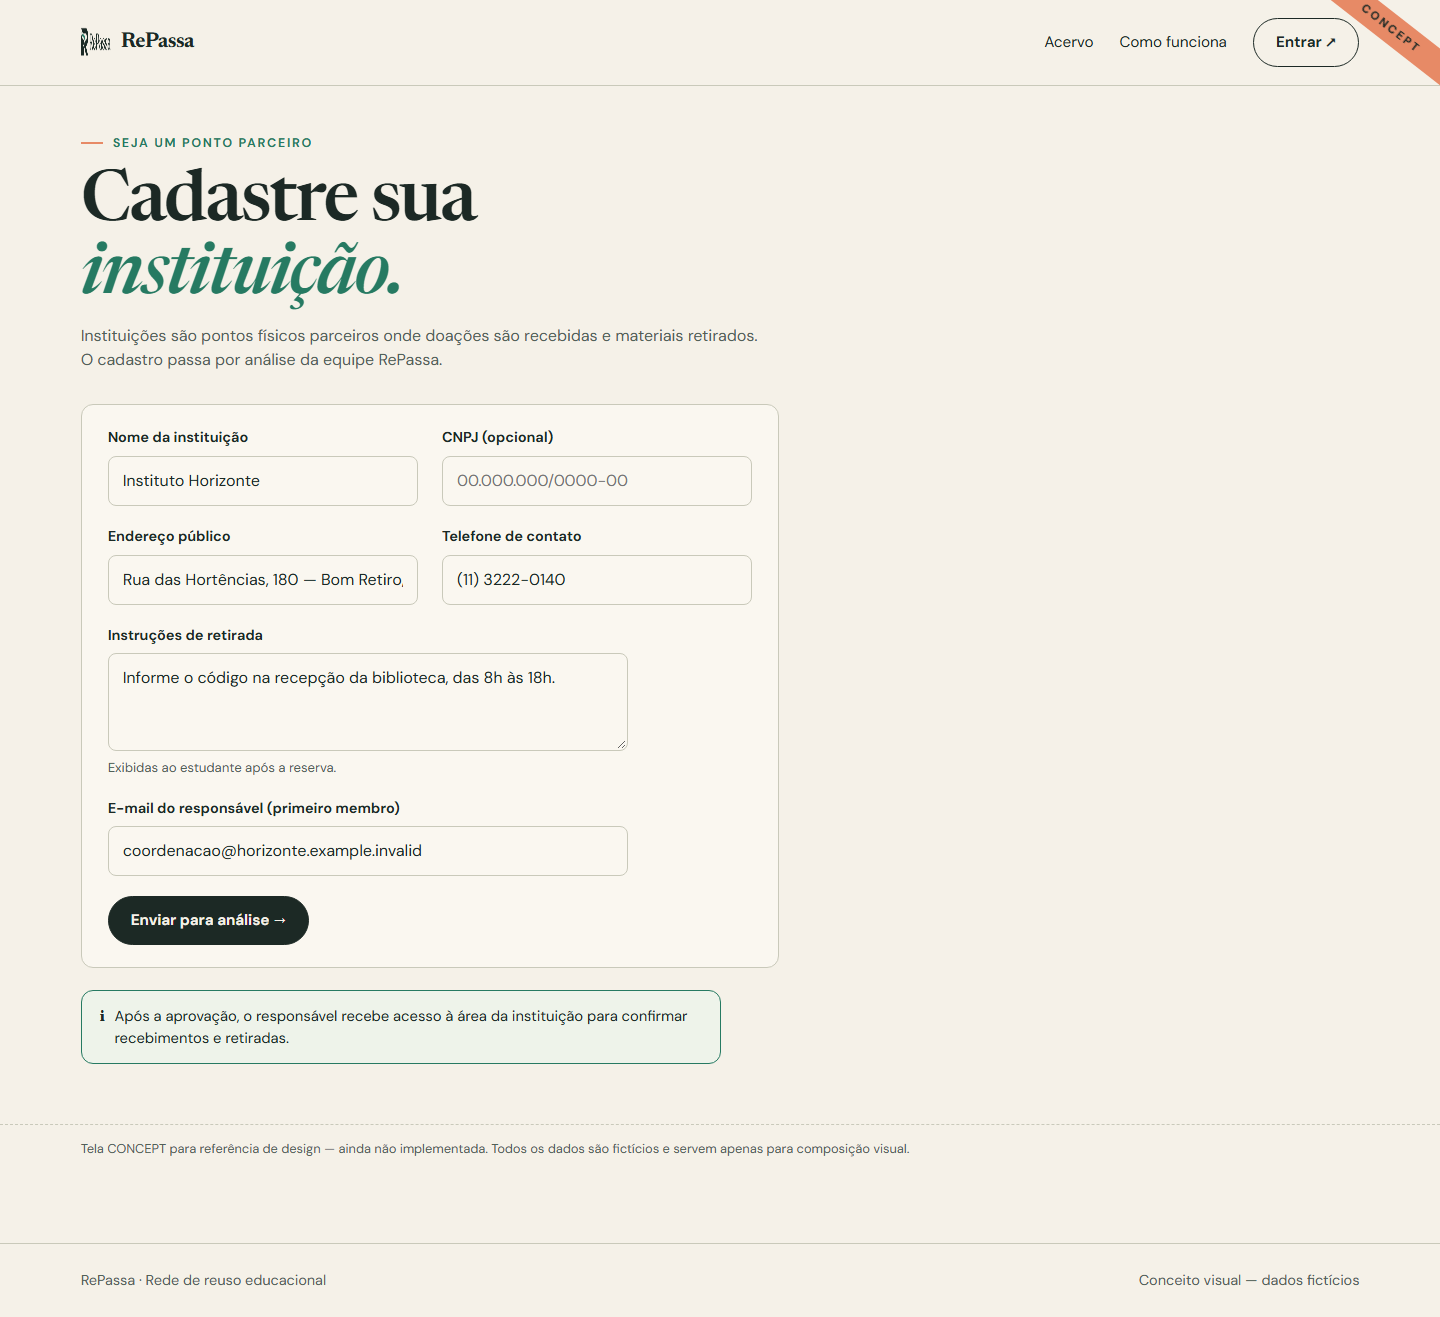 RePassa
Acervo
Como funciona
Entrar ↗
CONCEPT
SEJA UM PONTO PARCEIRO
Cadastre sua
instituição.
Instituições são pontos físicos parceiros onde doações são recebidas e materiais retirados.
O cadastro passa por análise da equipe RePassa.
Nome da instituição
Instituto Horizonte
CNPJ (opcional)
00.000.000/0000-00
Endereço público
Rua das Hortências, 180 — Bom Retiro,
Telefone de contato
(11) 3222-0140
Instruções de retirada
Informe o código na recepção da biblioteca, das 8h às 18h.
Exibidas ao estudante após a reserva.
E-mail do responsável (primeiro membro)
coordenacao@horizonte.example.invalid
Enviar para análise →
i Após a aprovação, o responsável recebe acesso à área da instituição para confirmar
recebimentos e retiradas.
Tela CONCEPT para referência de design — ainda não implementada. Todos os dados são fictícios e servem apenas para composição visual.
RePassa · Rede de reuso educacional
Conceito visual — dados fictícios